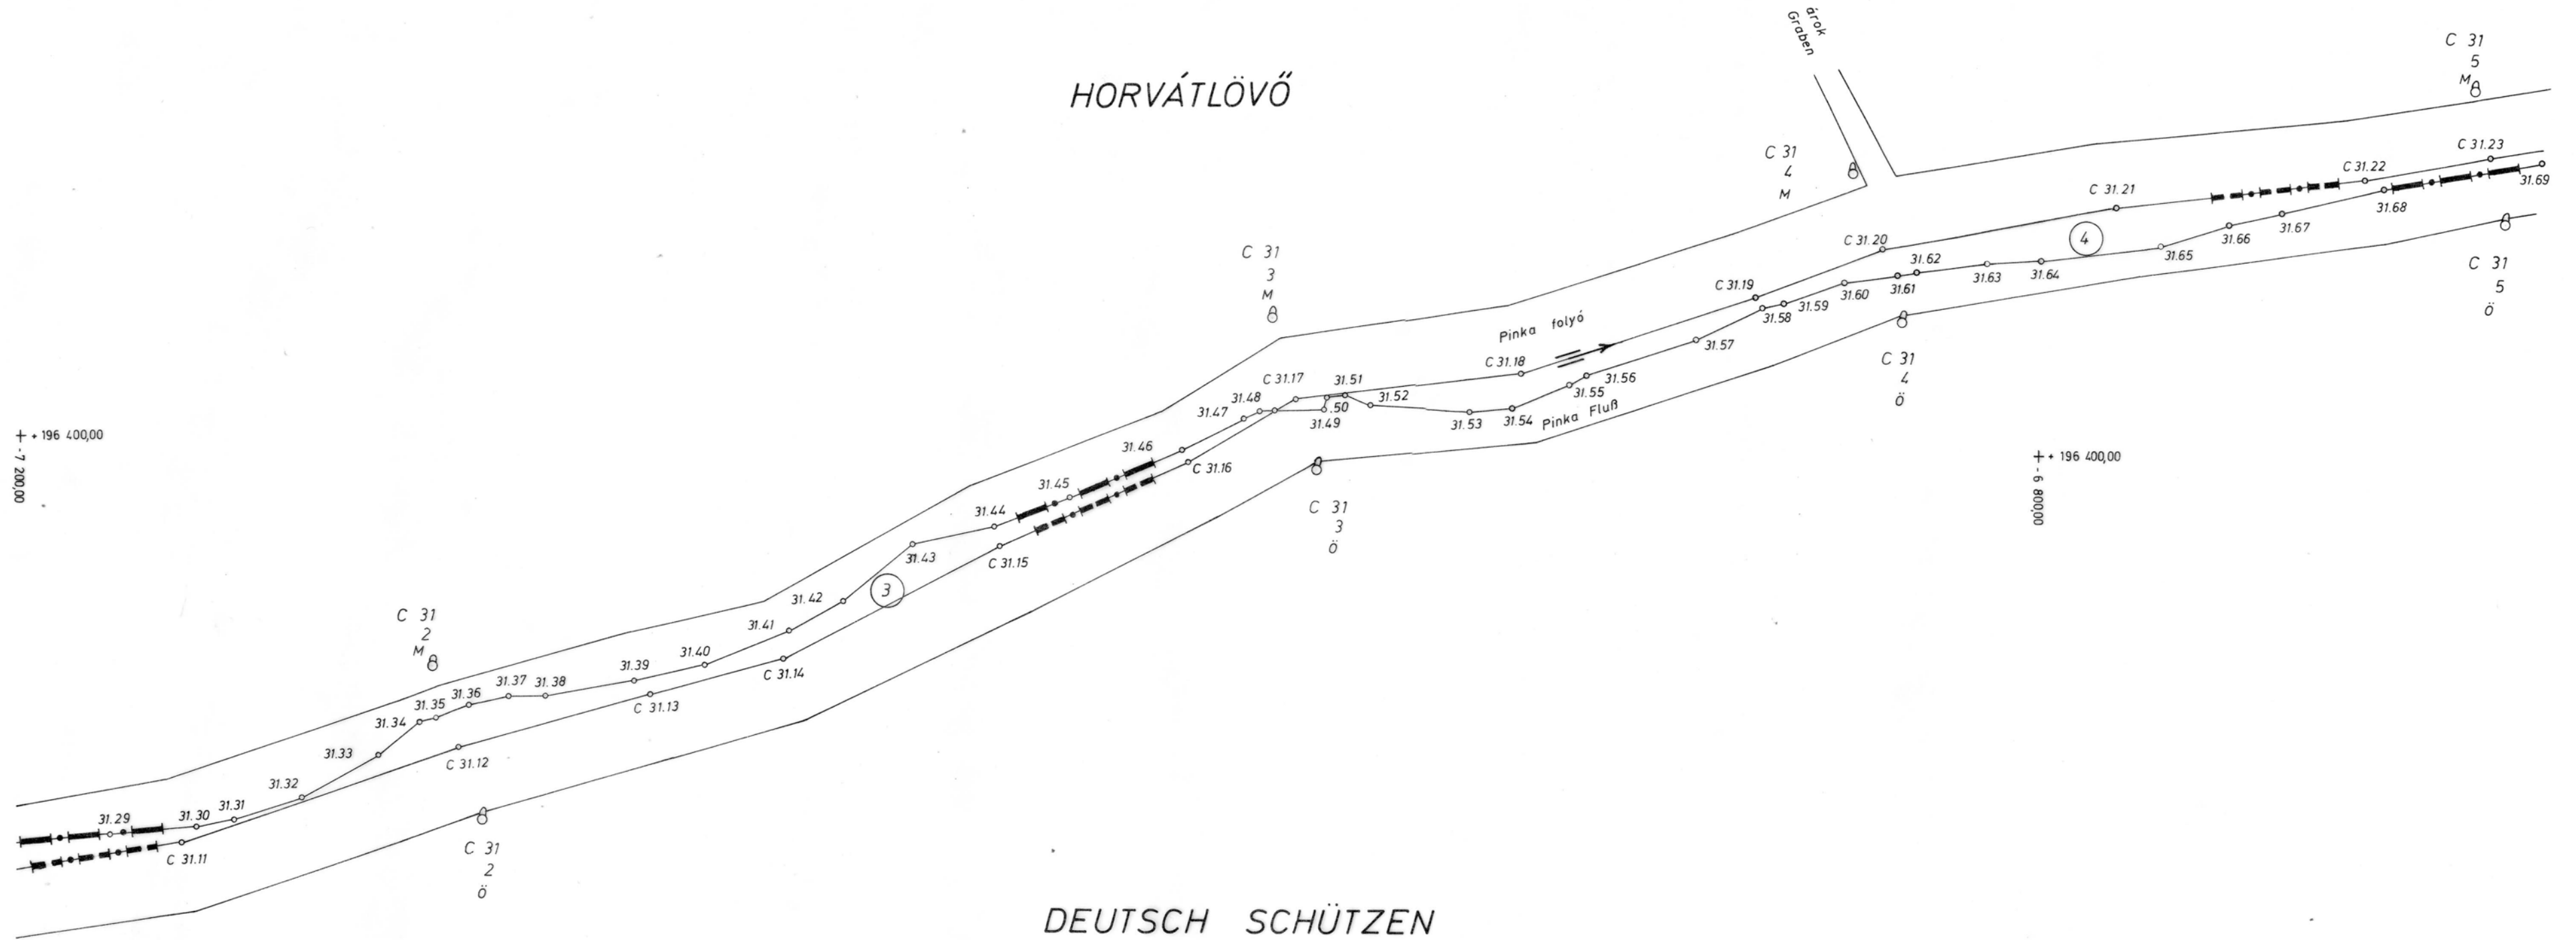 HORVÁTLÖVŐ
árok
Graben
C 31
5
M
C 31
4
M
C 31.23
C 31.22
31.69
C 31.21
31.68
31.67
4
31.66
C 31.20
31.65
31.62
31.64
31.63
31.61
C 31
5
Ö
C 31
3
M
C 31.19
31.60
31.59
31.58
Pinka folyó
31.57
C 31
4
Ö
C 31.18
31.56
31.55
C 31.17
31.51
31.52
31.48
31.47
.50
31.49
31.53
31.54
Pinka Fluß
+ 196 400,00
- 7 200,00
+ 196 400,00
- 6 800,00
31.46
C 31.16
31.45
31.44
C 31
3
Ö
31.43
C 31.15
3
31.42
31.41
C 31
2
M
31.40
31.39
C 31.14
31.38
31.37
31.36
31.35
31.34
C 31.13
31.33
C 31.12
31.32
31.31
31.30
31.29
C 31.11
C 31
2
Ö
DEUTSCH SCHÜTZEN